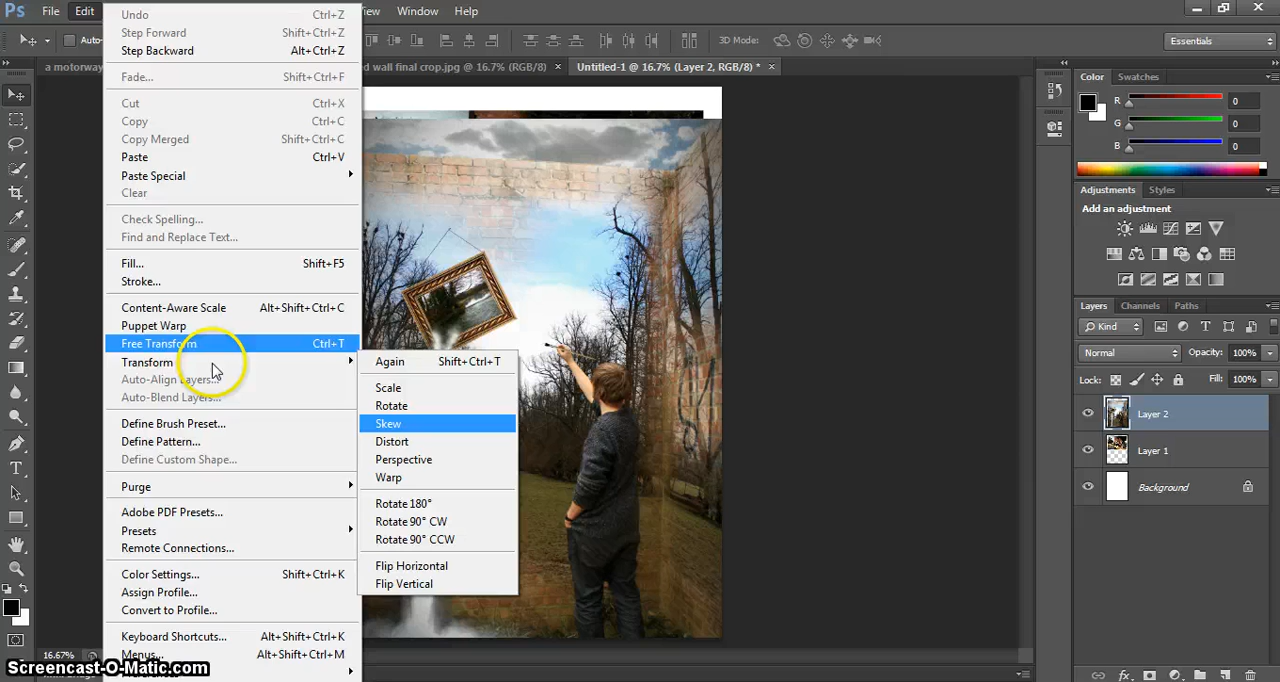 Ps File Edit View Window Help
Auto-
3D Mode:
Essentials
a motorway
d wall final crop.jpg @ 16.7% (RGB/8) ×
Untitled-1 @ 16.7% (Layer 2, RGB/8) * ×
Undo Ctrl+Z
Step Forward Shift+Ctrl+Z
Step Backward Alt+Ctrl+Z
Fade... Shift+Ctrl+F
Cut Ctrl+X
Copy Ctrl+C
Copy Merged Shift+Ctrl+C
Paste Ctrl+V
Paste Special
Clear
Check Spelling...
Find and Replace Text...
Fill... Shift+F5
Stroke...
Content-Aware Scale Alt+Shift+Ctrl+C
Puppet Warp
Free Transform Ctrl+T
Transform
Auto-Align Layers...
Auto-Blend Layers...
Define Brush Preset...
Define Pattern...
Define Custom Shape...
Purge
Adobe PDF Presets...
Presets
Remote Connections...
Color Settings... Shift+Ctrl+K
Assign Profile...
Convert to Profile...
Keyboard Shortcuts... Alt+Shift+Ctrl+K
Menus... Alt+Shift+Ctrl+M
Again Shift+Ctrl+T
Scale
Rotate
Skew
Distort
Perspective
Warp
Rotate 180°
Rotate 90° CW
Rotate 90° CCW
Flip Horizontal
Flip Vertical
Color Swatches
R 0
G 0
B 0
Adjustments Styles
Add an adjustment
Layers Channels Paths
Kind
Normal Opacity: 100%
Lock: Fill: 100%
Layer 2
Layer 1
Background
16.67%
Screencast-O-Matic.com